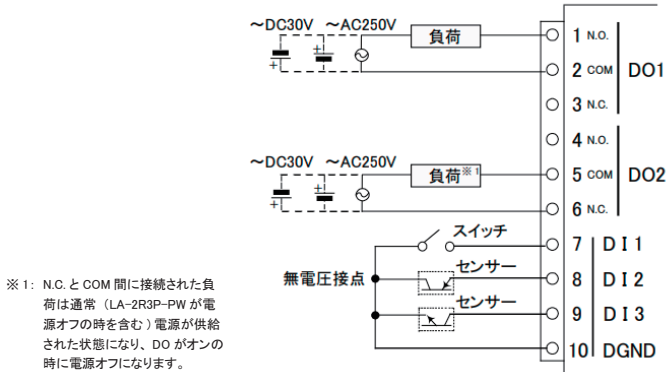 ～DC30V ～AC250V
負荷
1 N.O.
2 COM DO1
3 N.C.
4 N.O.
～DC30V ～AC250V
負荷※1
5 COM DO2
6 N.C.
スイッチ
7 DI1
無電圧接点
センサー
8 DI2
センサー
9 DI3
10 DGND
※1: N.C.とCOM間に接続された負
荷は通常（LA-2R3P-PWが電
源オフの時を含む）電源が供給
された状態になり、DOがオンの
時に電源オフになります。